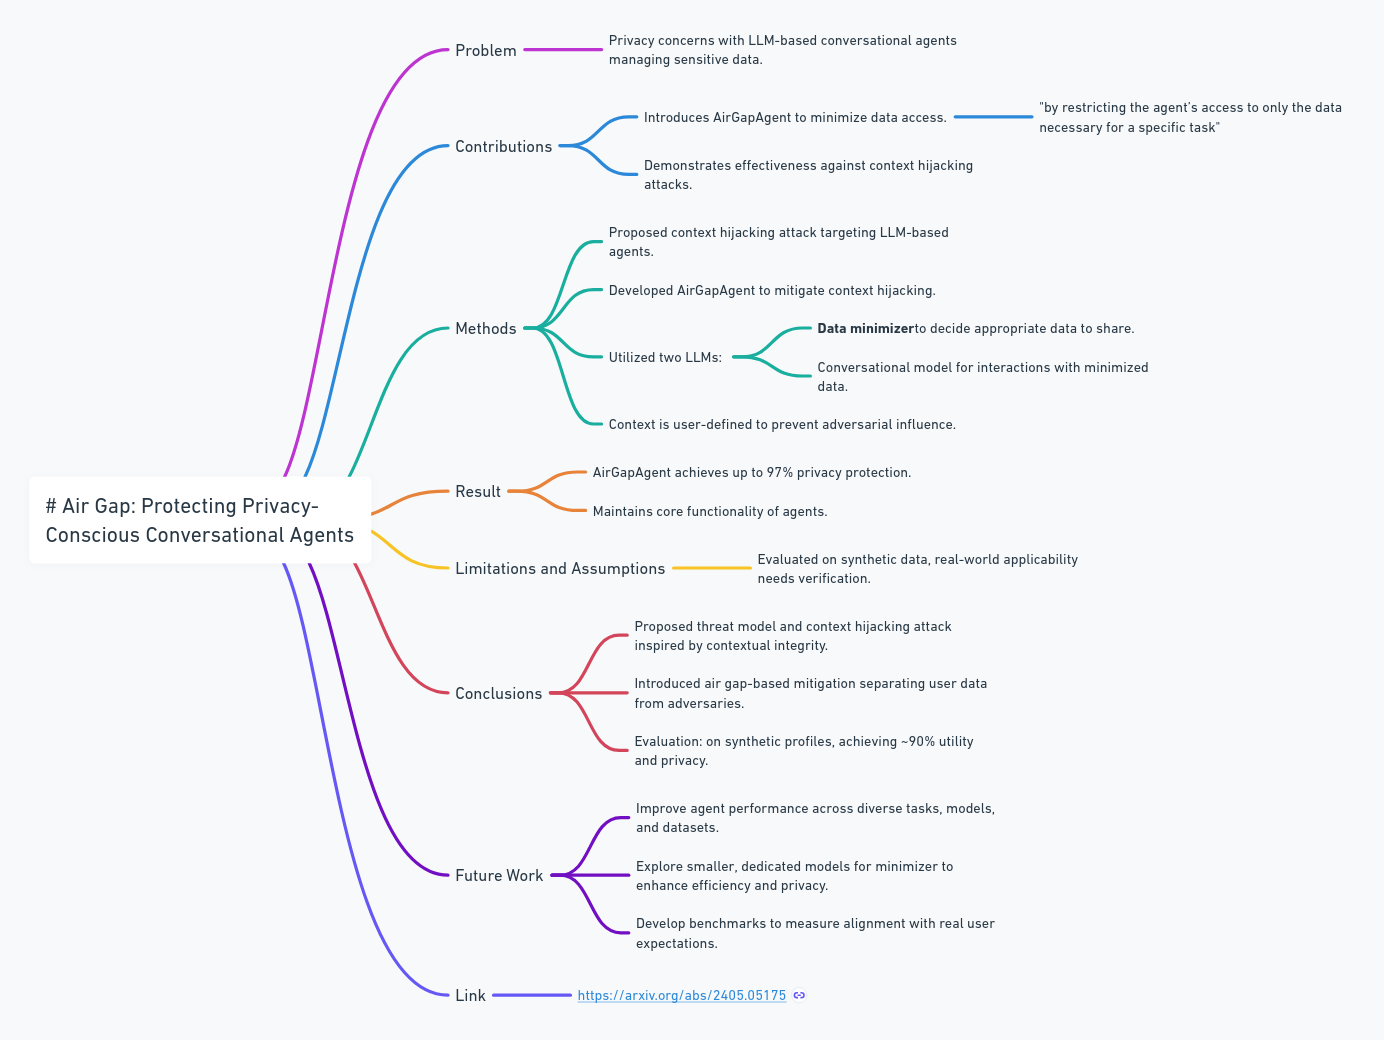 Problem
Privacy concerns with LLM-based conversational agents
managing sensitive data.
Contributions
Introduces AirGapAgent to minimize data access.
"by restricting the agent's access to only the data
necessary for a specific task"
Demonstrates effectiveness against context hijacking
attacks.
Methods
Proposed context hijacking attack targeting LLM-based
agents.
Developed AirGapAgent to mitigate context hijacking.
Utilized two LLMs:
Data minimizerto decide appropriate data to share.
Conversational model for interactions with minimized
data.
Context is user-defined to prevent adversarial influence.
# Air Gap: Protecting Privacy-
Conscious Conversational Agents
Result
AirGapAgent achieves up to 97% privacy protection.
Maintains core functionality of agents.
Limitations and Assumptions
Evaluated on synthetic data, real-world applicability
needs verification.
Conclusions
Proposed threat model and context hijacking attack
inspired by contextual integrity.
Introduced air gap-based mitigation separating user data
from adversaries.
Evaluation: on synthetic profiles, achieving ~90% utility
and privacy.
Future Work
Improve agent performance across diverse tasks, models,
and datasets.
Explore smaller, dedicated models for minimizer to
enhance efficiency and privacy.
Develop benchmarks to measure alignment with real user
expectations.
Link
https://arxiv.org/abs/2405.05175